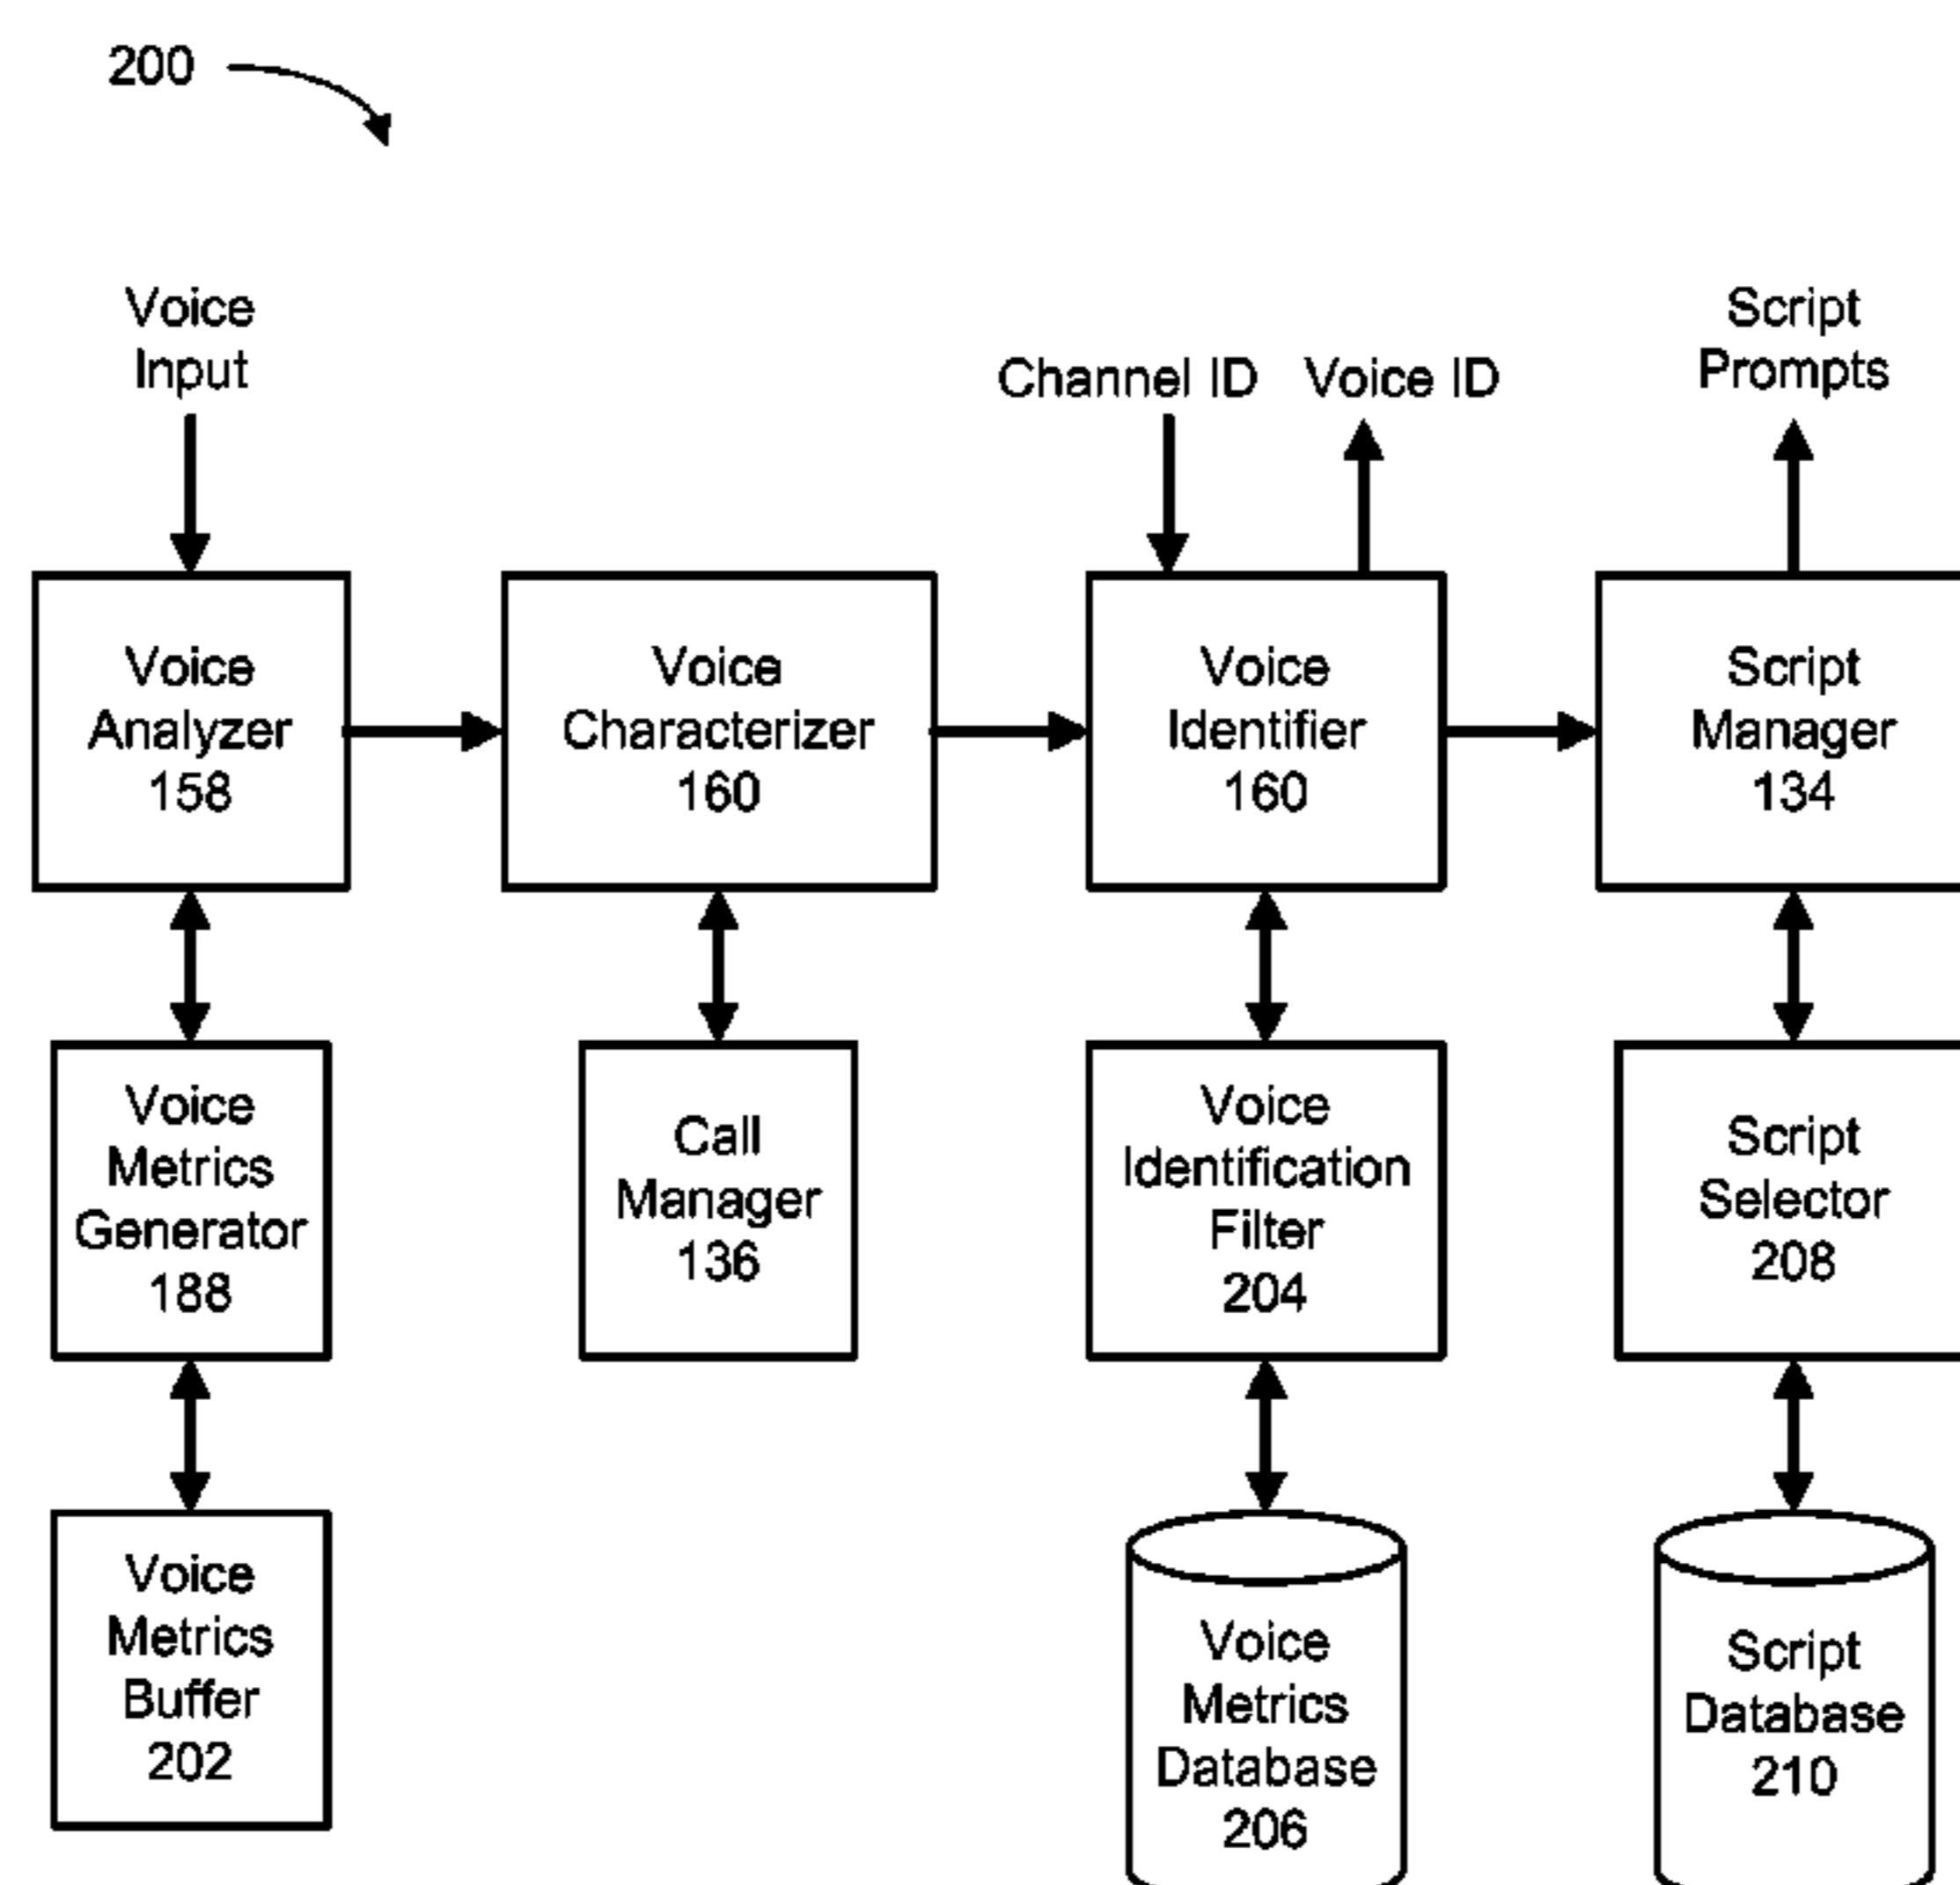 200
Voice
Input
Channel ID
Voice ID
Script
Prompts
Voice
Analyzer
158
Voice
Characterizer
160
Voice
Identifier
160
Script
Manager
134
Voice
Metrics
Generator
188
Call
Manager
136
Voice
Identification
Filter
204
Script
Selector
208
Voice
Metrics
Buffer
202
Voice
Metrics
Database
206
Script
Database
210